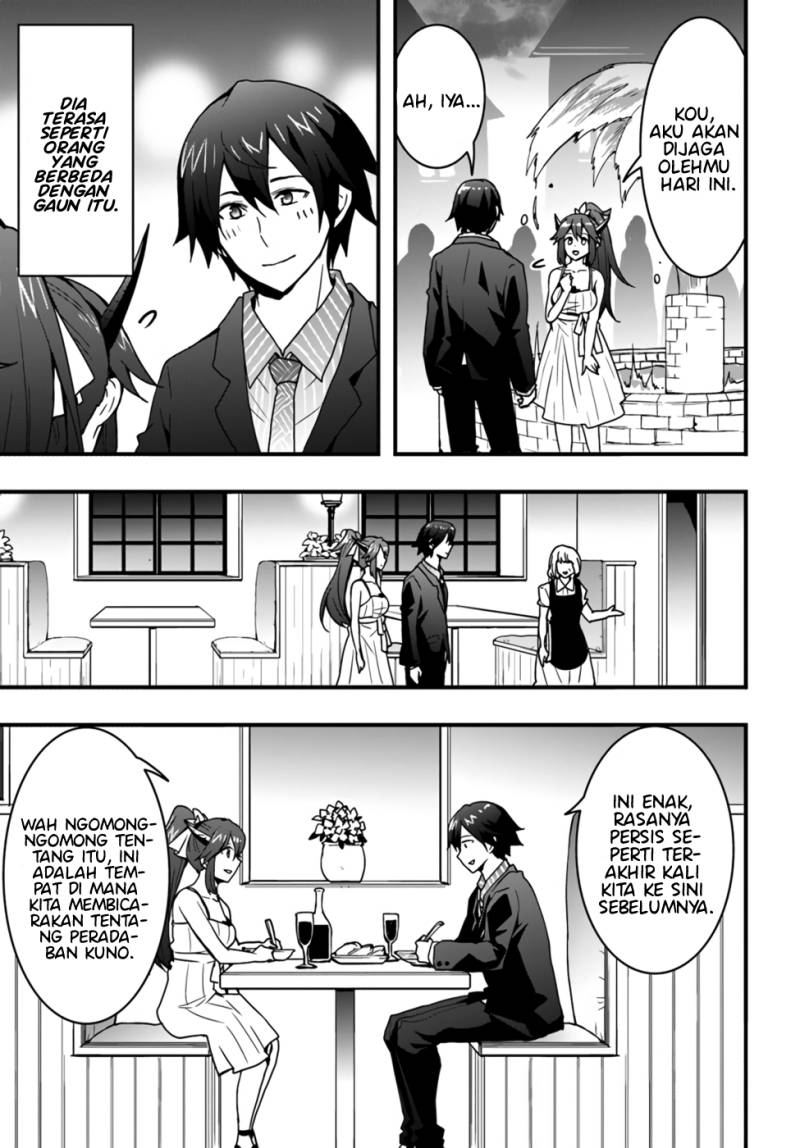 KOU,
AKU AKAN
DIJAGA
OLEHMU
HARI INI.
AH, IYA...
DIA
TERASA
SEPERTI
ORANG
YANG
BERBEDA
DENGAN
GAUN ITU.
INI ENAK,
RASANYA
PERSIS SE-
PERTI TER-
AKHIR KALI
KITA KE SINI
SEBELUMNYA.
WAH NGOMONG-
NGOMONG TEN-
TANG ITU, INI
ADALAH TEM-
PAT DI MANA
KITA MEMBICA-
RAKAN TENTA-
NG PERADA-
BAN KUNO.